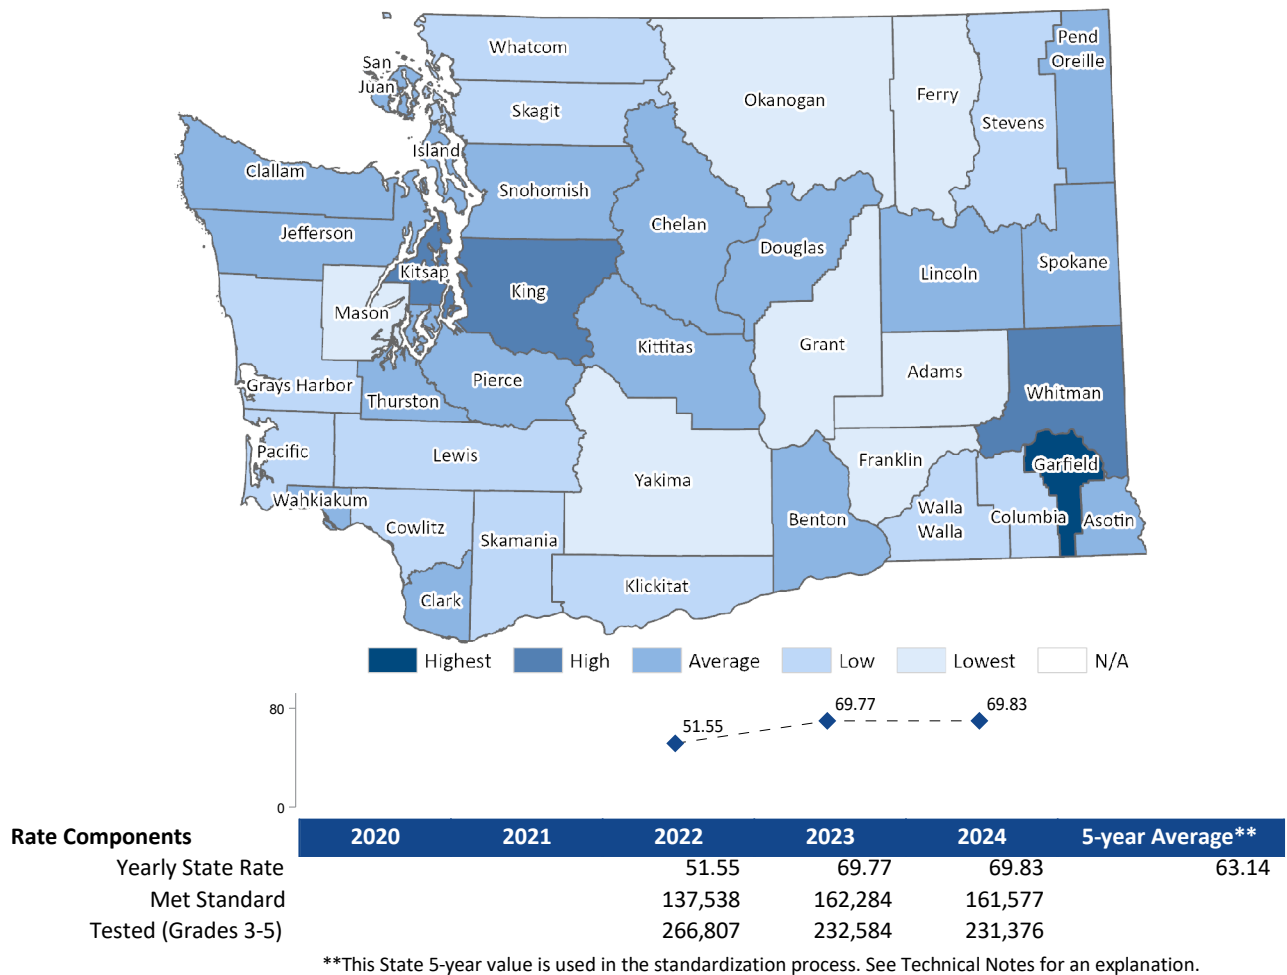 Whatcom
San
Juan
Skagit
Okanogan
Ferry
Stevens
Pend
Oreille
Island
Clallam
Snohomish
Jefferson
Chelan
Douglas
Lincoln
Spokane
Kitsap
King
Mason
Kittitas
Grant
Adams
Whitman
Grays Harbor
Thurston
Pierce
Pacific
Lewis
Yakima
Franklin
Garfield
Wahkiakum
Cowlitz
Skamania
Benton
Walla
Walla
Columbia
Asotin
Clark
Klickitat
Highest High Average Low Lowest N/A
80
51.55
69.77
69.83
0
Rate Components 2020 2021 2022 2023 2024 5-year Average**
Yearly State Rate 51.55 69.77 69.83 63.14
Met Standard 137,538 162,284 161,577
Tested (Grades 3-5) 266,807 232,584 231,376
**This State 5-year value is used in the standardization process. See Technical Notes for an explanation.